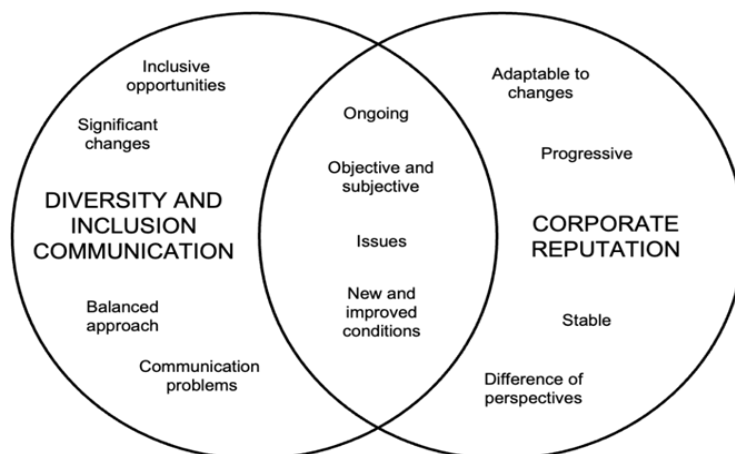 Inclusive
opportunities
Significant
changes
DIVERSITY AND
INCLUSION
COMMUNICATION
Balanced
approach
Communication
problems
Ongoing
Objective and
subjective
Issues
New and
improved
conditions
Adaptable to
changes
Progressive
CORPORATE
REPUTATION
Stable
Difference of
perspectives